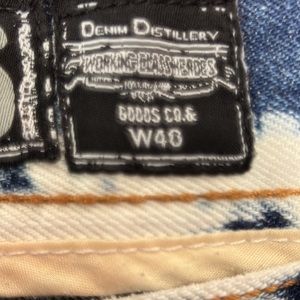 DENIM DISTILLERY
WORKING CLASS HEROES
GOODS CO.&
W40